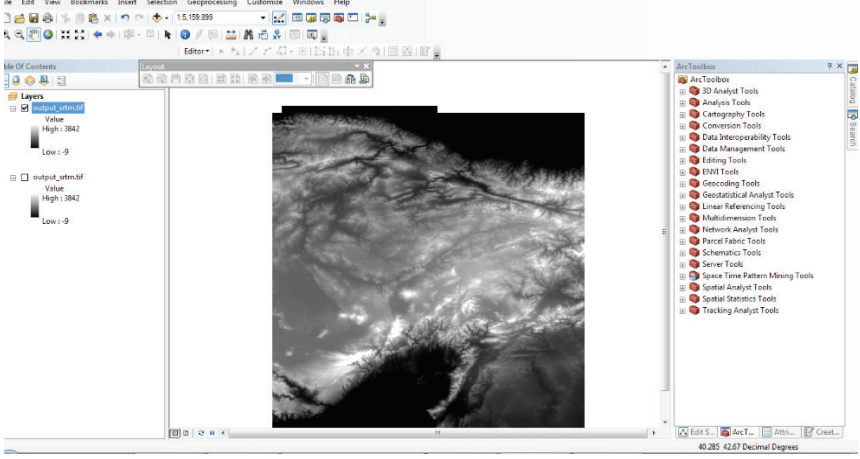 File Edit View Bookmarks Insert Selection Geoprocessing Customize Windows Help
1:5.159.899
Editor
Table Of Contents
Layout
Layers
output_srtm.tif
Value
High : 3842
Low : -9
output_srtm.tif
Value
High : 3842
Low : -9
ArcToolbox
ArcToolbox
3D Analyst Tools
Analysis Tools
Cartography Tools
Conversion Tools
Data Interoperability Tools
Data Management Tools
Editing Tools
ENVI Tools
Geocoding Tools
Geostatistical Analyst Tools
Linear Referencing Tools
Multidimension Tools
Network Analyst Tools
Parcel Fabric Tools
Schematics Tools
Server Tools
Space Time Pattern Mining Tools
Spatial Analyst Tools
Spatial Statistics Tools
Tracking Analyst Tools
Catalog
Search
Edit S... ArcT... Attri... Creat...
40.285 42.67 Decimal Degrees